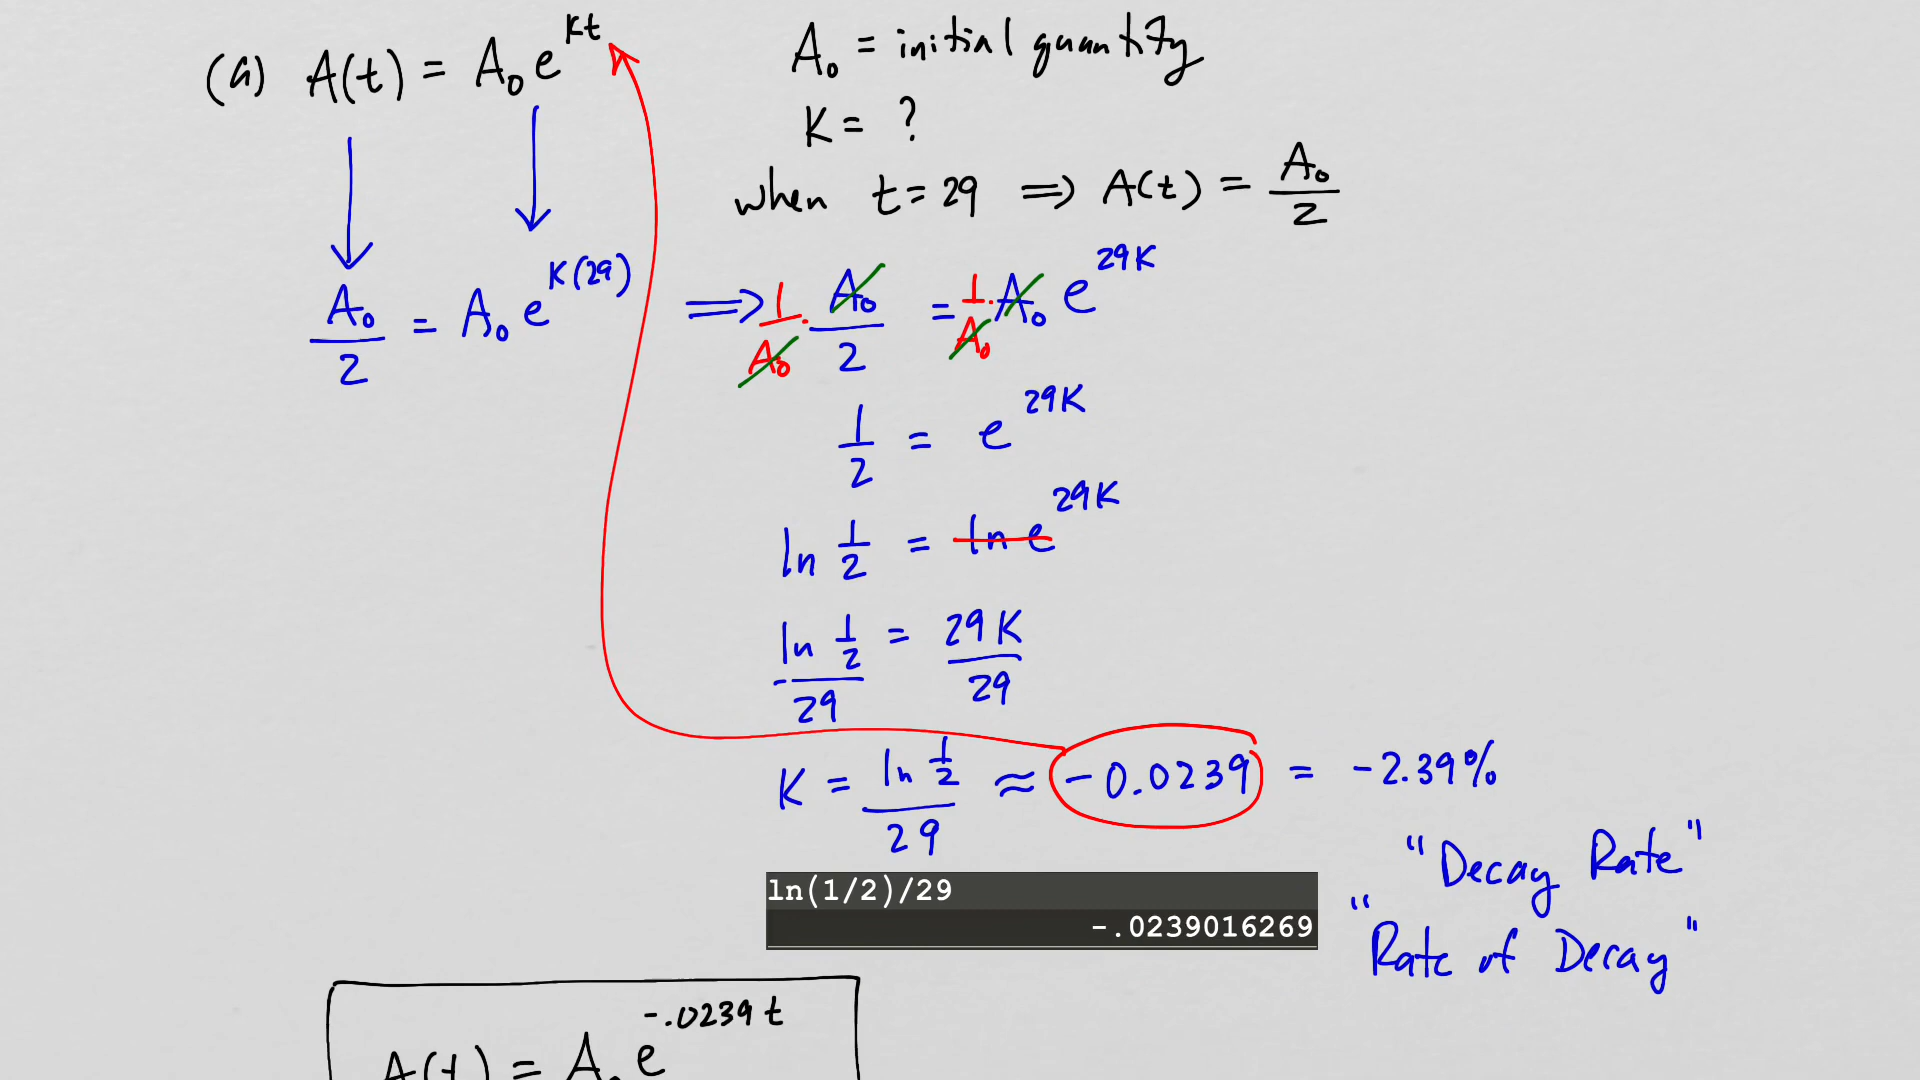 (a) A(t) = A₀e^{kt}
A₀ = initial quantity
K = ?
when t = 29 ⟹ A(t) = A₀/2
A₀/2 = A₀e^{K(29)} ⟹ 1/A₀ · A₀/2 = 1/A₀ · A₀ e^{29K}
1/2 = e^{29K}
ln 1/2 = ln e^{29K}
ln 1/2 / 29 = 29K / 29
K = ln 1/2 / 29 ≈ -0.0239 = -2.39%
"Decay Rate"
"Rate of Decay"
ln(1/2)/29
-.0239016269
A(t) = A₀e^{-.0239t}